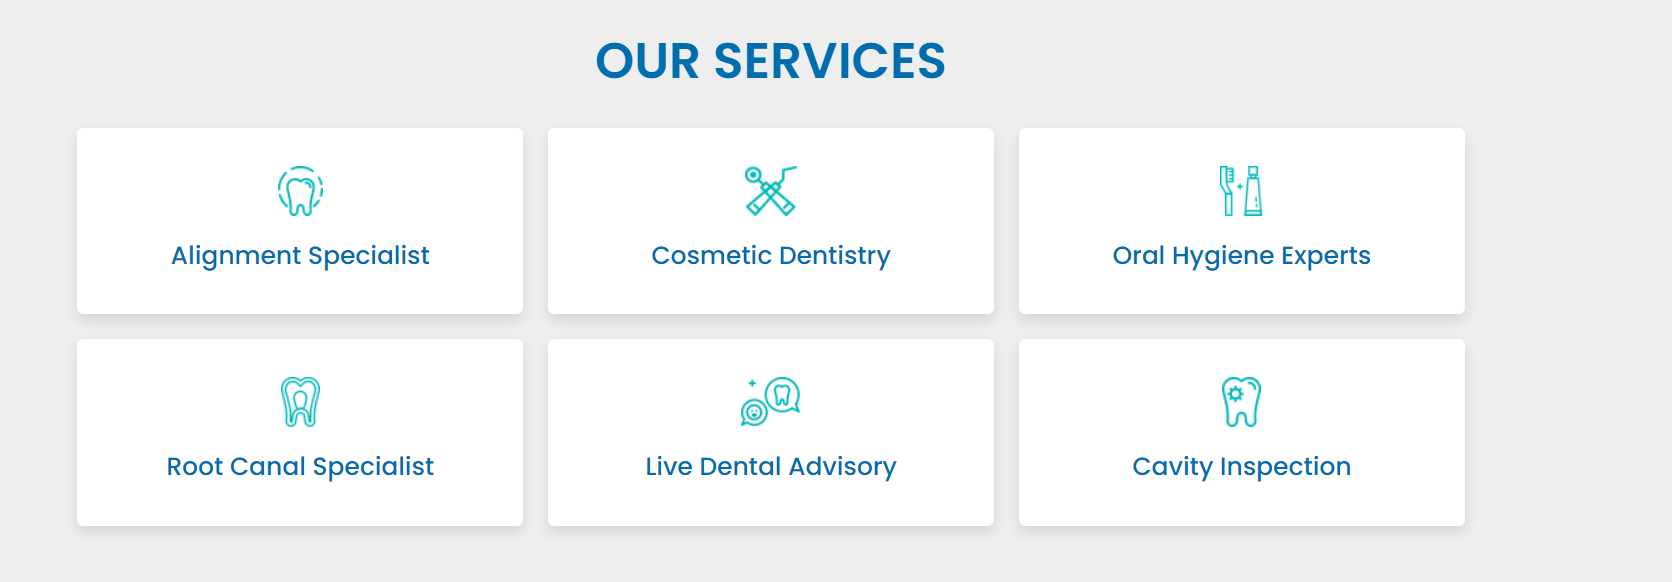 OUR SERVICES
Alignment Specialist
Cosmetic Dentistry
Oral Hygiene Experts
Root Canal Specialist
Live Dental Advisory
Cavity Inspection